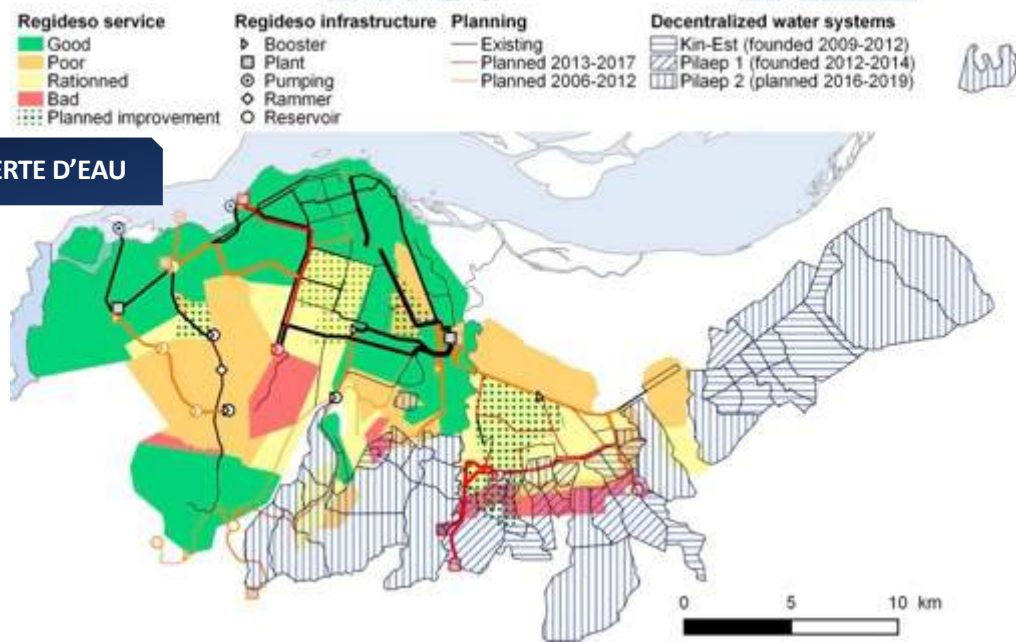 Regideso service
Good
Poor
Rationned
Bad
Planned improvement
Regideso infrastructure
Booster
Plant
Pumping
Rammer
Reservoir
Planning
Existing
Planned 2013-2017
Planned 2006-2012
Decentralized water systems
Kin-Est (founded 2009-2012)
Pilaep 1 (founded 2012-2014)
Pilaep 2 (planned 2016-2019)
ERTE D'EAU
0 5 10 km